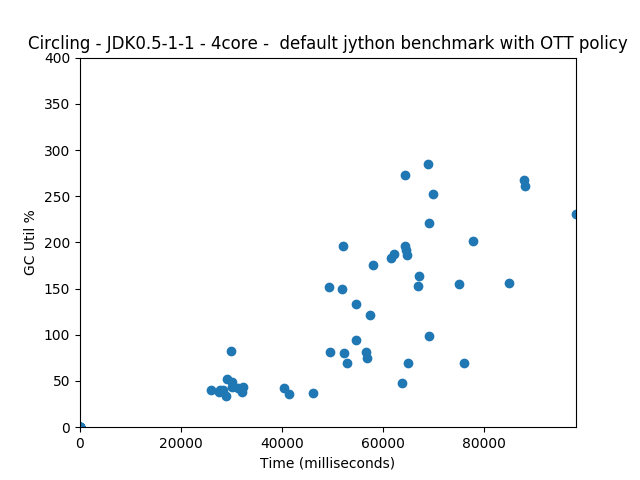 Circling - JDK0.5-1-1 - 4core -  default jython benchmark with OTT policy
400
350
300
250
200
150
100
50
0
GC Util %
0 20000 40000 60000 80000
Time (milliseconds)